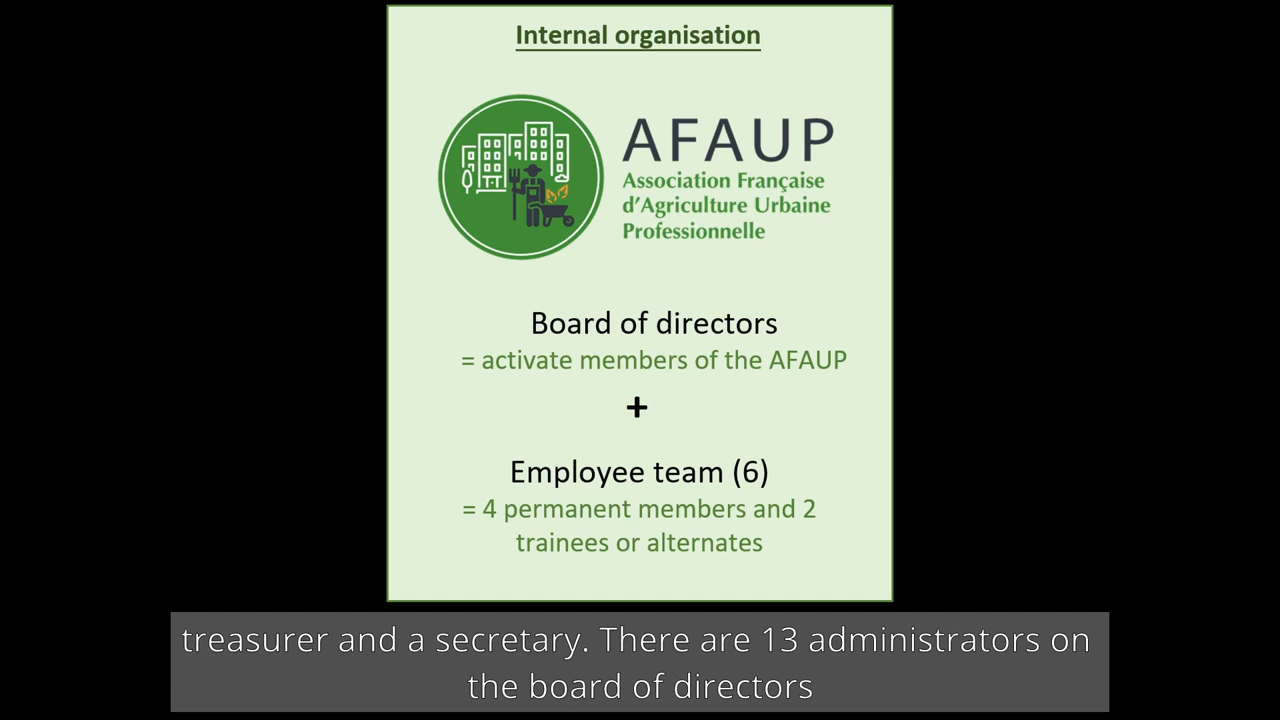 Internal organisation
AFAUP
Association Française
d'Agriculture Urbaine
Professionnelle
Board of directors
= activate members of the AFAUP
+
Employee team (6)
= 4 permanent members and 2
trainees or alternates
treasurer and a secretary. There are 13 administrators on
the board of directors